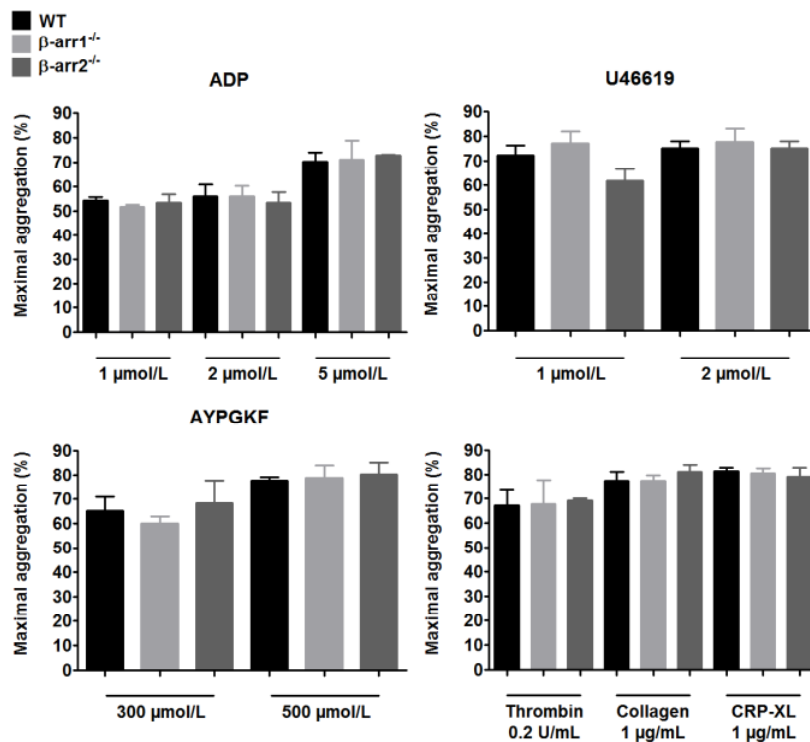 WT
β-arr1-/-
β-arr2-/-
ADP
Maximal aggregation (%)
90
80
70
60
50
40
30
20
10
0
1 µmol/L 2 µmol/L 5 µmol/L
U46619
Maximal aggregation (%)
90
80
70
60
50
40
30
20
10
0
1 µmol/L 2 µmol/L
AYPGKF
Maximal aggregation (%)
90
80
70
60
50
40
30
20
10
0
300 µmol/L 500 µmol/L
Maximal aggregation (%)
90
80
70
60
50
40
30
20
10
0
Thrombin Collagen CRP-XL
0.2 U/mL 1 µg/mL 1 µg/mL